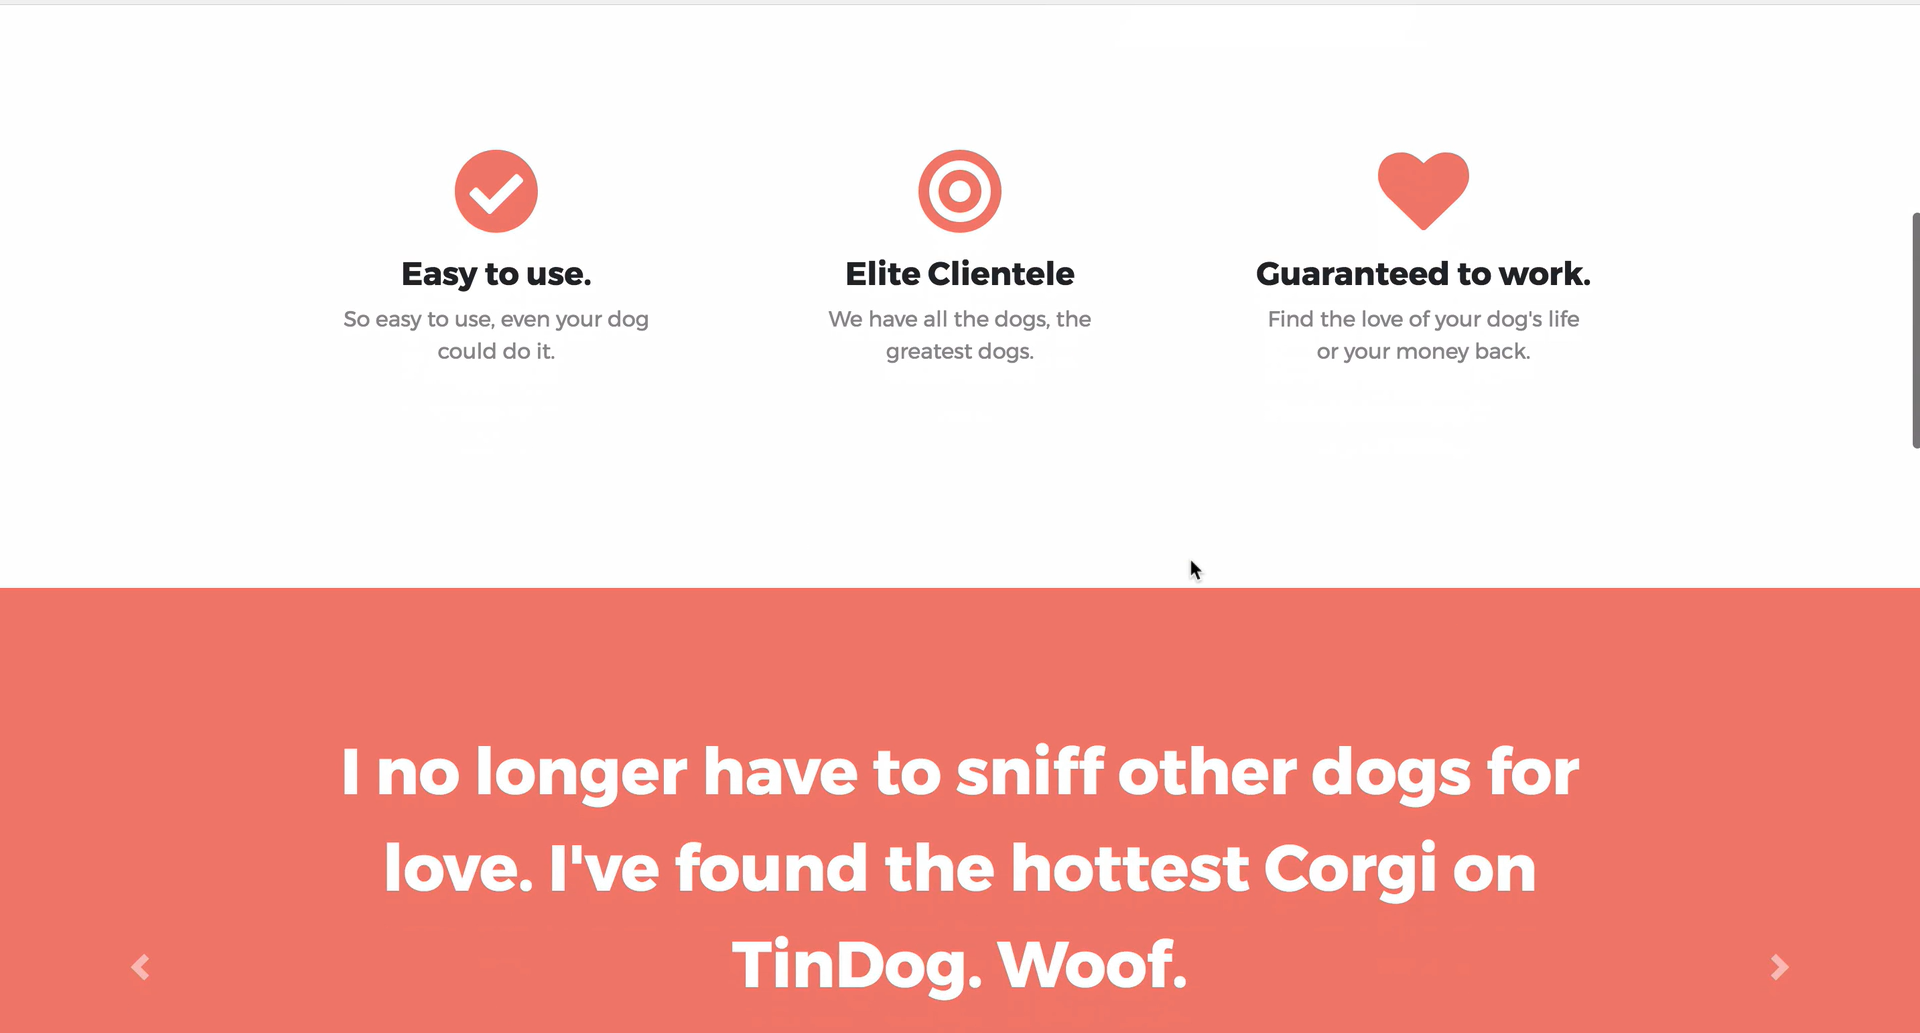 Easy to use.
So easy to use, even your dog
could do it.
Elite Clientele
We have all the dogs, the
greatest dogs.
Guaranteed to work.
Find the love of your dog's life
or your money back.
I no longer have to sniff other dogs for
love. I've found the hottest Corgi on
TinDog. Woof.